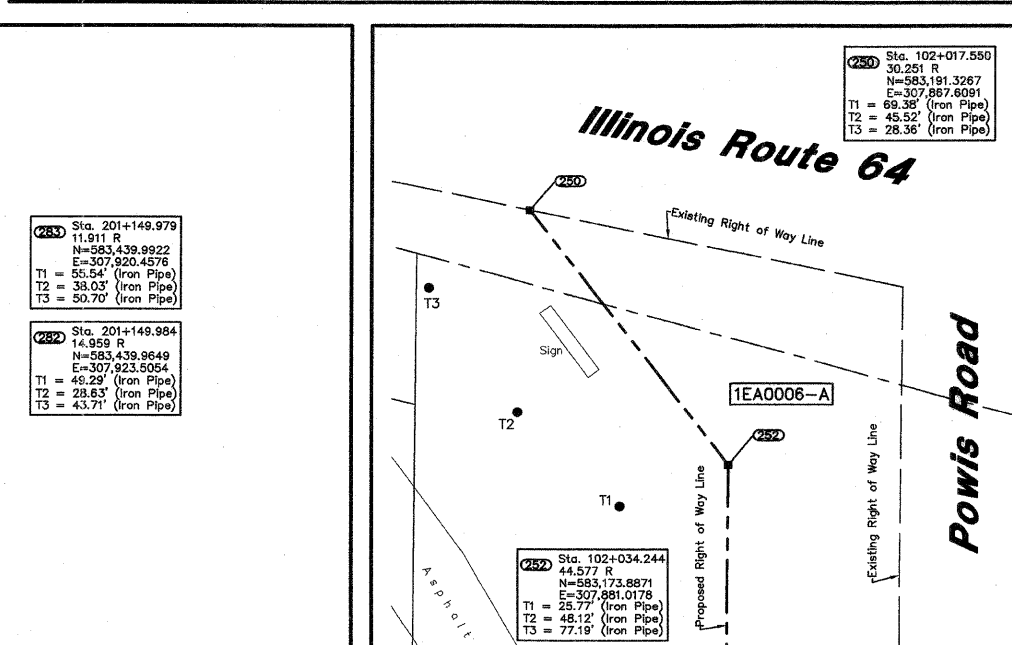 283
Sta. 201+149.979
11.911 R
N=583,439.9922
E=307,920.4576
T1 = 55.54' (Iron Pipe)
T2 = 38.03' (Iron Pipe)
T3 = 50.70' (Iron Pipe)
282
Sta. 201+149.984
14.959 R
N=583,439.9649
E=307,923.5054
T1 = 49.29' (Iron Pipe)
T2 = 28.63' (Iron Pipe)
T3 = 43.71' (Iron Pipe)
250
Sta. 102+017.550
30.251 R
N=583,191.3267
E=307,867.6091
T1 = 69.38' (Iron Pipe)
T2 = 45.52' (Iron Pipe)
T3 = 28.36' (Iron Pipe)
Illinois Route 64
250
Existing Right of Way Line
T3
Sign
1EA0006-A
T2
252
T1
Proposed Right of Way Line
Existing Right of Way Line
Powis Road
252
Sta. 102+034.244
44.577 R
N=583,173.8871
E=307,881.0178
T1 = 25.77' (Iron Pipe)
T2 = 48.12' (Iron Pipe)
T3 = 77.19' (Iron Pipe)
Asphalt